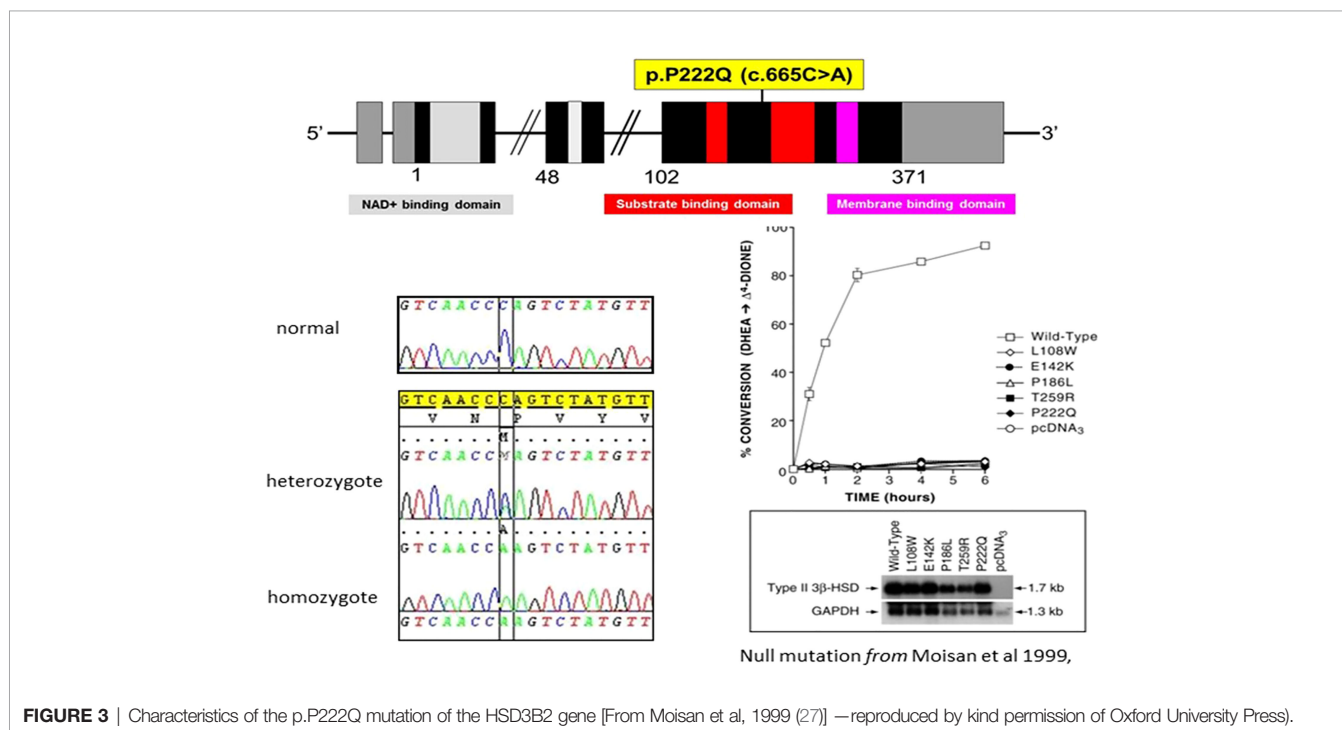 p.P222Q (c.665C>A)
5’
3’
1
48
102
371
NAD+ binding domain
Substrate binding domain
Membrane binding domain
normal
G T C A A C C C A G T C T A T G T T
G T C A A C C C A G T C T A T G T T
V N P V Y V
. . . . . . . M . . . . . . . . . .
G T C A A C C M A G T C T A T G T T
heterozygote
. . . . . . . A . . . . . . . . . .
G T C A A C C A A G T C T A T G T T
homozygote
G T C A A C C A A G T C T A T G T T
% CONVERSION (DHEA → Δ⁴-DIONE)
100
80
60
40
20
0
0 1 2 3 4 5 6
TIME (hours)
Wild-Type
L108W
E142K
P186L
T259R
P222Q
pcDNA₃
Wild-Type
L108W
E142K
P186L
T259R
P222Q
pcDNA₃
Type II 3β-HSD
1.7 kb
GAPDH
1.3 kb
Null mutation from Moisan et al 1999,
FIGURE 3 | Characteristics of the p.P222Q mutation of the HSD3B2 gene [From Moisan et al, 1999 (27)] —reproduced by kind permission of Oxford University Press).